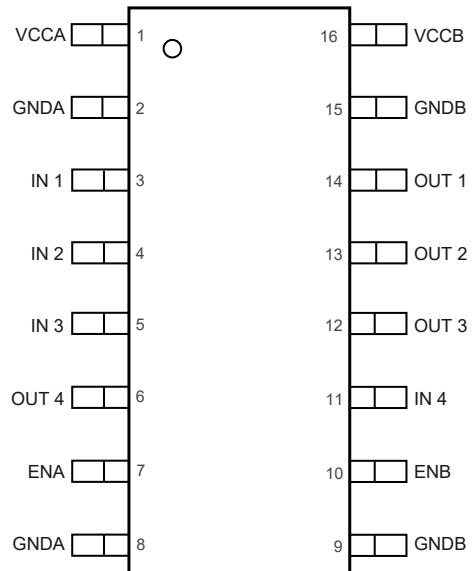 VCCA 1 16 VCCB
GNDA 2 15 GNDB
IN 1 3 14 OUT 1
IN 2 4 13 OUT 2
IN 3 5 12 OUT 3
OUT 4 6 11 IN 4
ENA 7 10 ENB
GNDA 8 9 GNDB